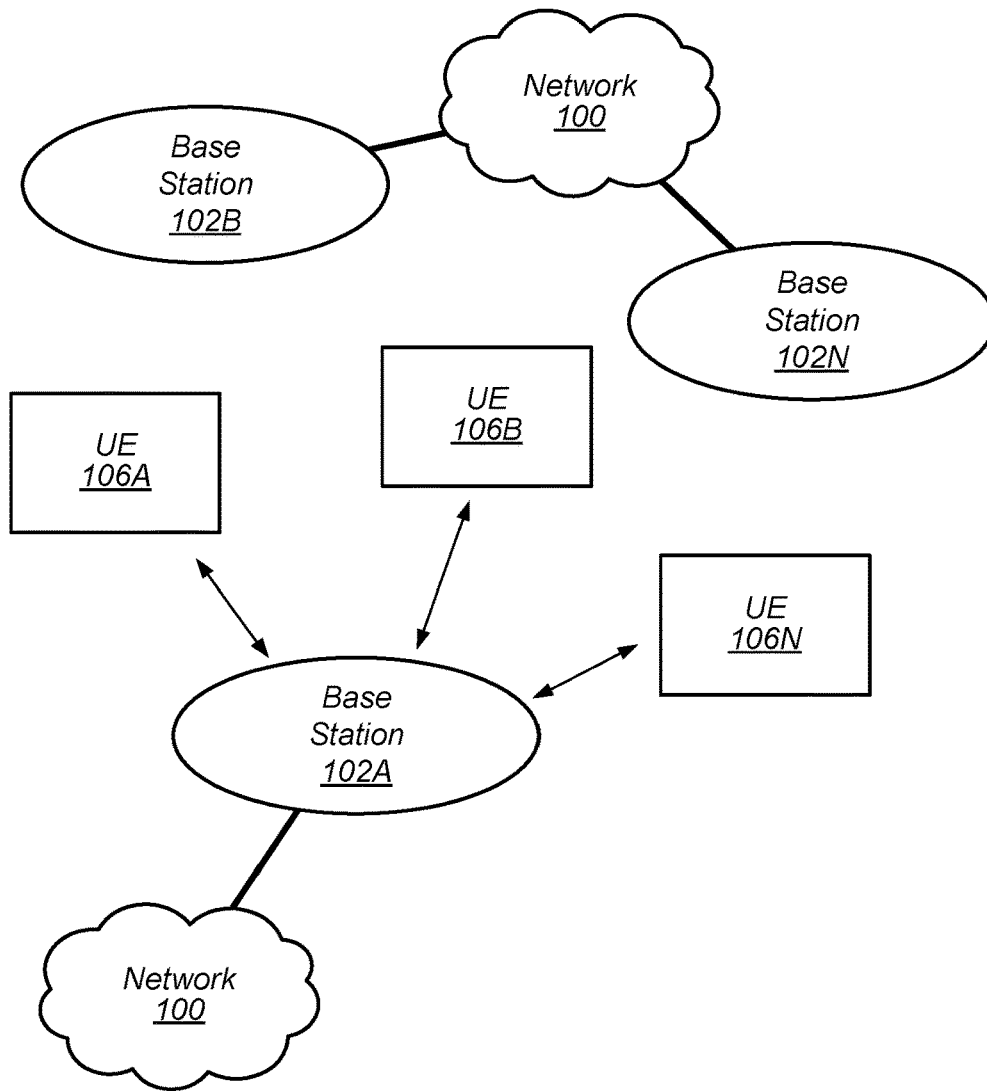 Network
100
Base
Station
102B
Base
Station
102N
UE
106B
UE
106A
UE
106N
Base
Station
102A
Network
100